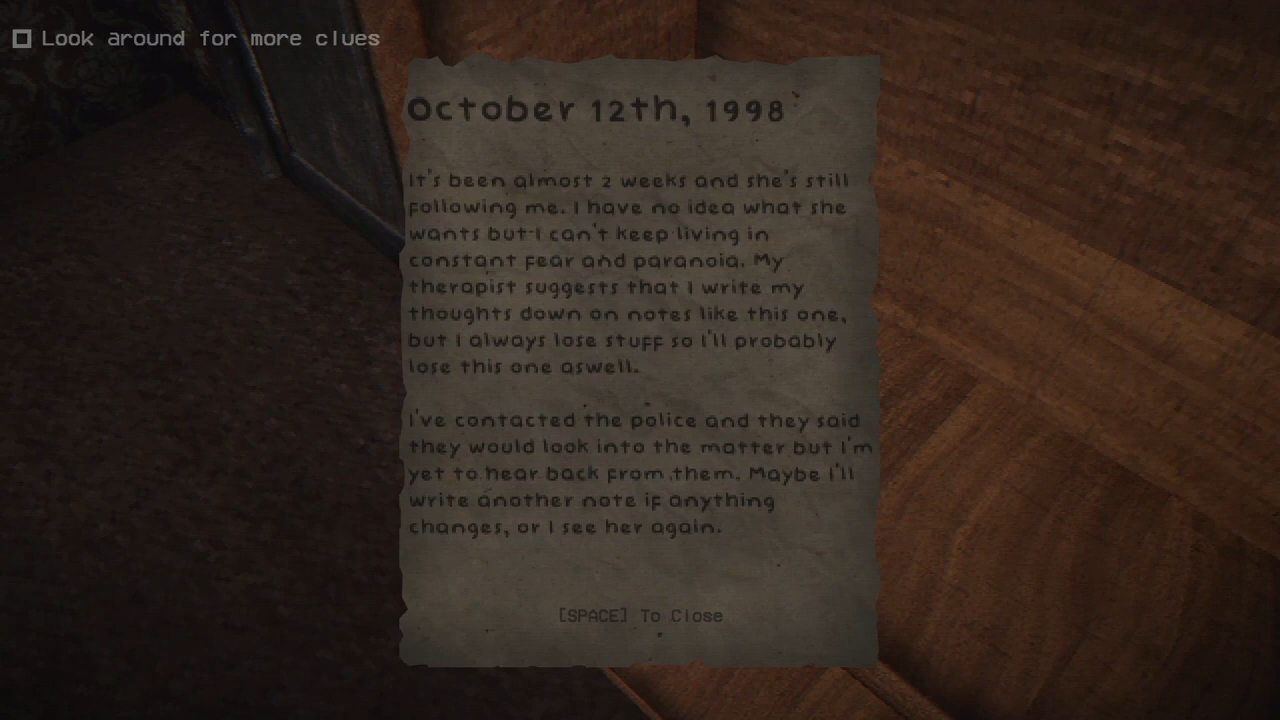 Look around for more clues
October 12th, 1998
It's been almost 2 weeks and she's still
following me. I have no idea what she
wants but I can't keep living in
constant fear and paranoia. My
therapist suggests that I write my
thoughts down on notes like this one,
but I always lose stuff so I'll probably
lose this one aswell.
I've contacted the police and they said
they would look into the matter but I'm
yet to hear back from them. Maybe I'll
write another note if anything
changes, or I see her again.
[SPACE] To Close